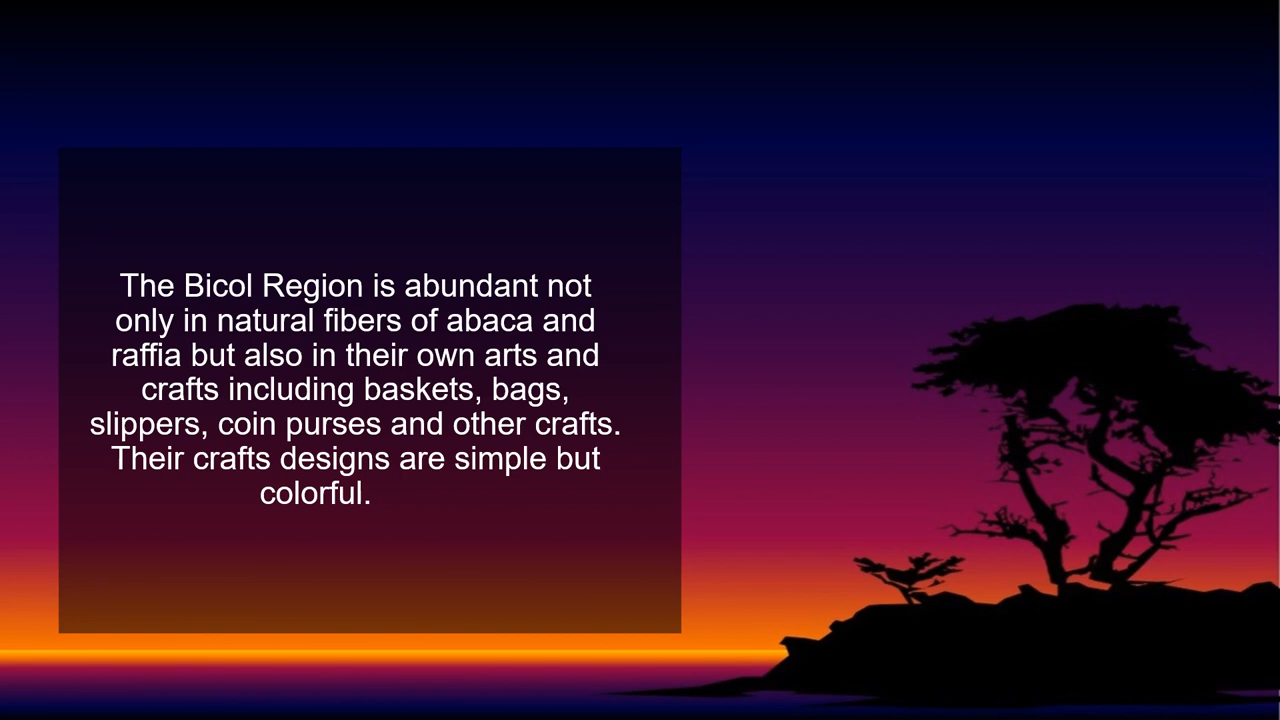 The Bicol Region is abundant not
only in natural fibers of abaca and
raffia but also in their own arts and
crafts including baskets, bags,
slippers, coin purses and other crafts.
Their crafts designs are simple but
colorful.